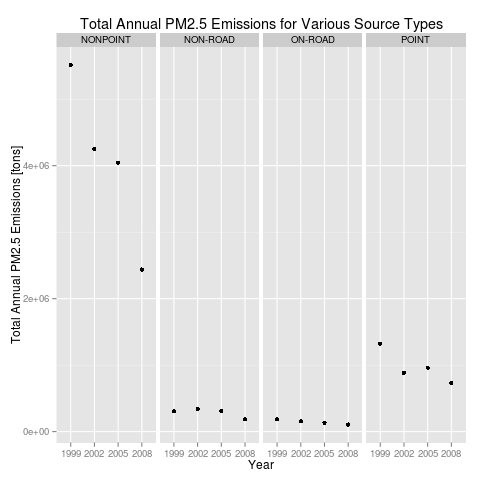 Total Annual PM2.5 Emissions for Various Source Types
NONPOINT NON-ROAD ON-ROAD POINT
Total Annual PM2.5 Emissions [tons]
4e+06
2e+06
0e+00
1999 2002 2005 2008 1999 2002 2005 2008 1999 2002 2005 2008 1999 2002 2005 2008
Year